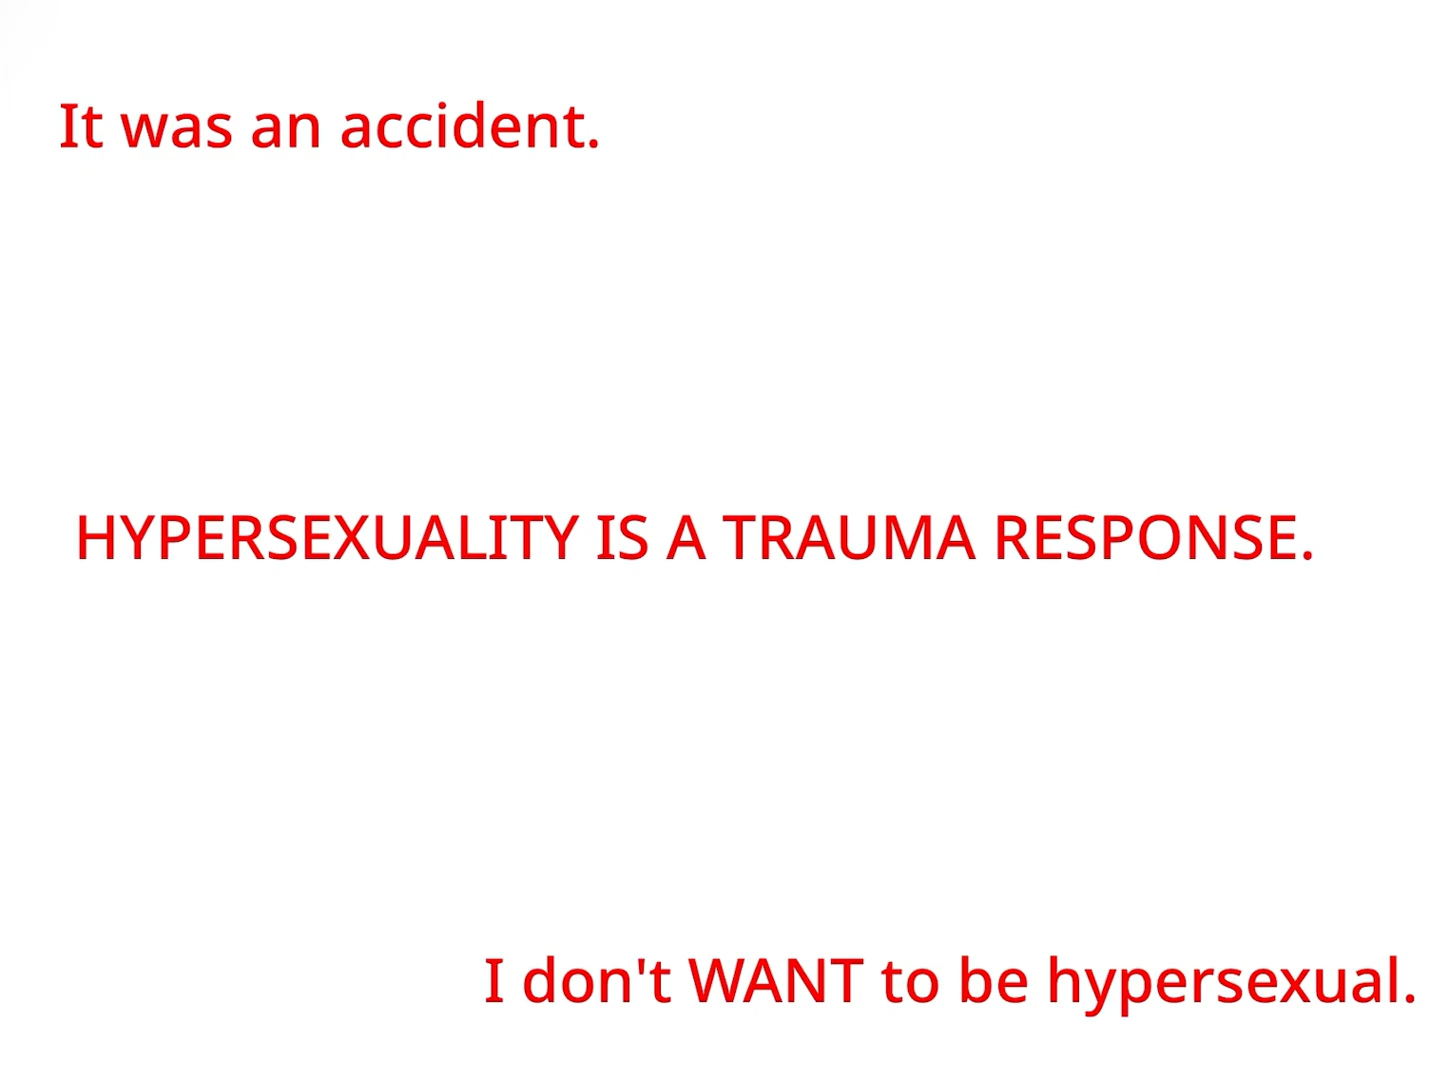 It was an accident.
HYPERSEXUALITY IS A TRAUMA RESPONSE.
I don't WANT to be hypersexual.